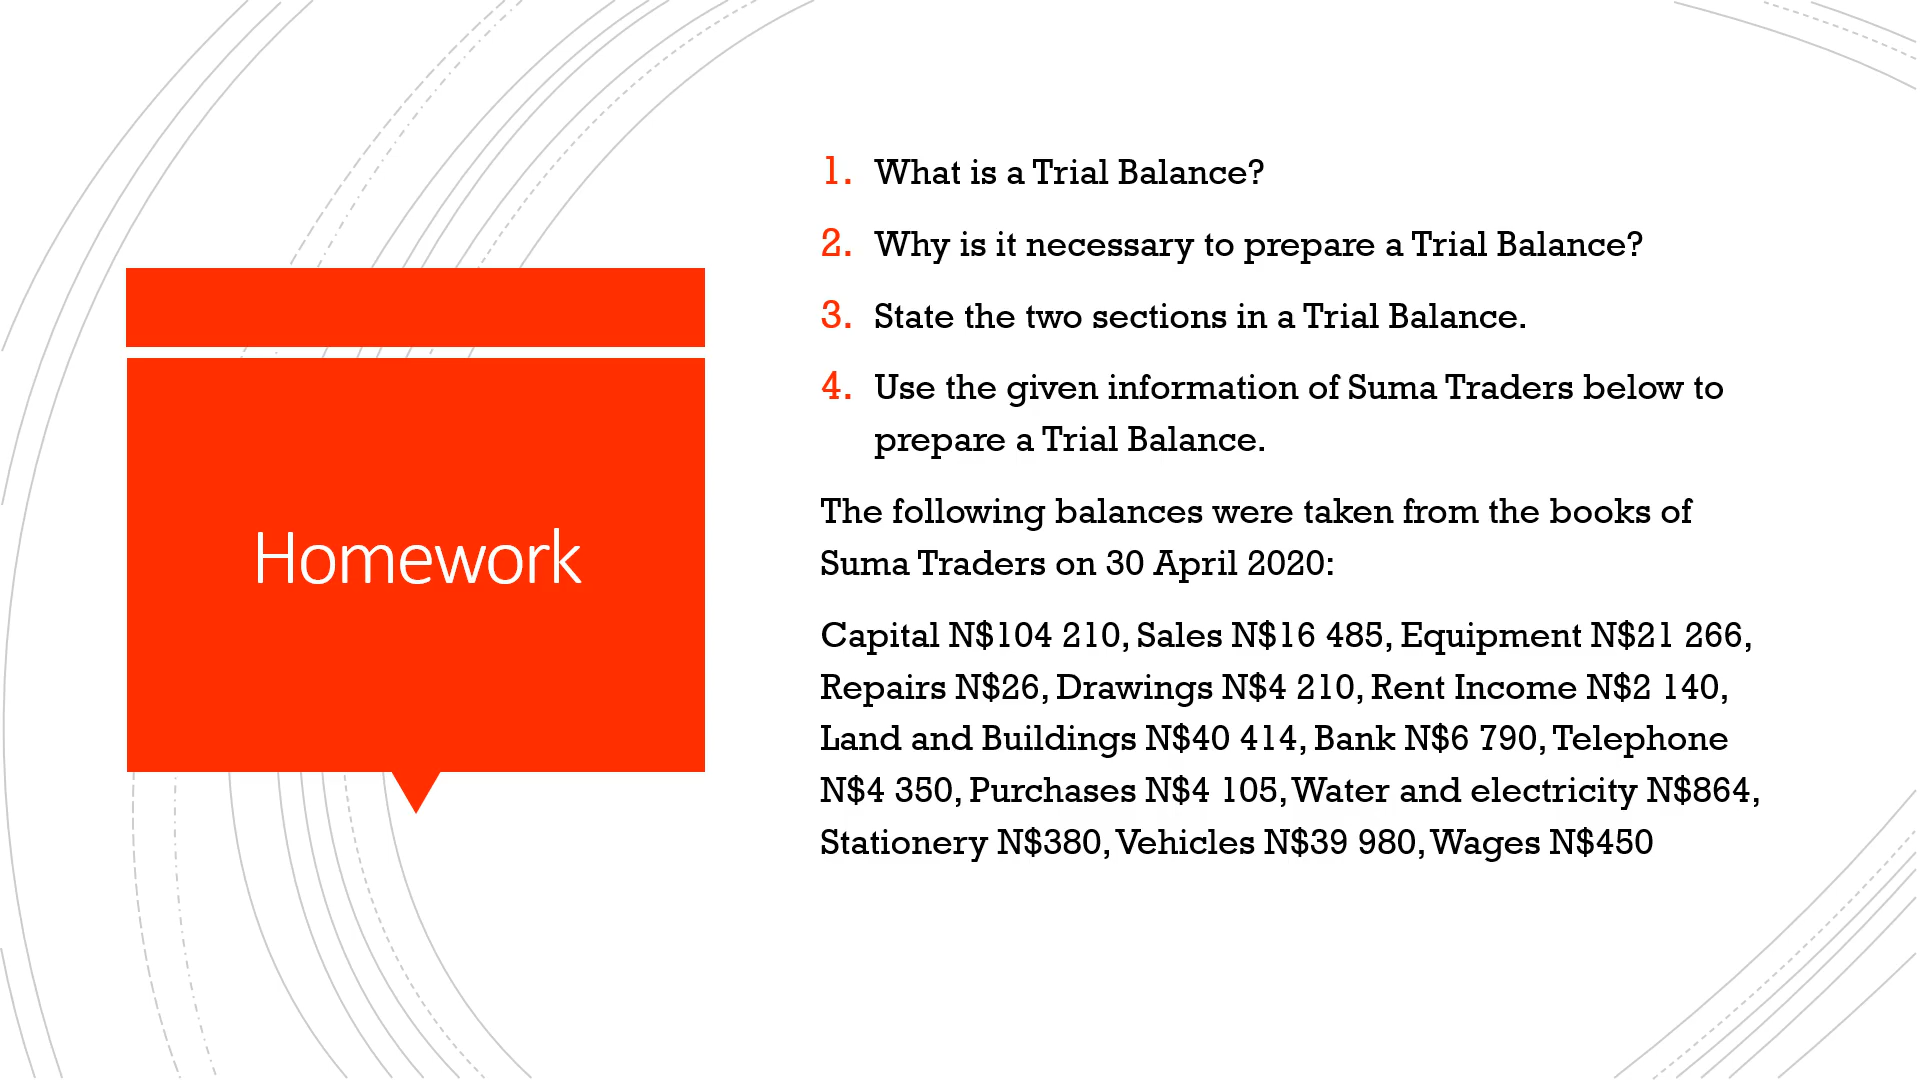 Homework
1. What is a Trial Balance?
2. Why is it necessary to prepare a Trial Balance?
3. State the two sections in a Trial Balance.
4. Use the given information of Suma Traders below to
prepare a Trial Balance.
The following balances were taken from the books of
Suma Traders on 30 April 2020:
Capital N$104 210, Sales N$16 485, Equipment N$21 266,
Repairs N$26, Drawings N$4 210, Rent Income N$2 140,
Land and Buildings N$40 414, Bank N$6 790, Telephone
N$4 350, Purchases N$4 105, Water and electricity N$864,
Stationery N$380, Vehicles N$39 980, Wages N$450